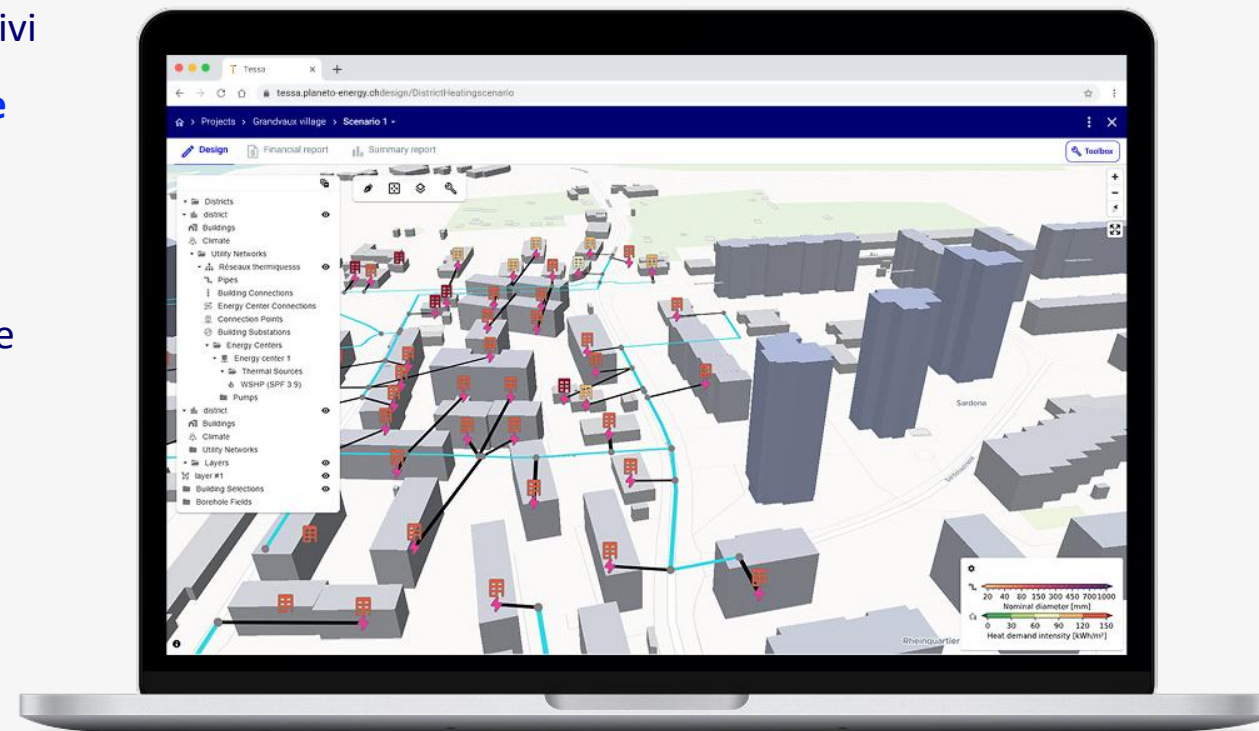 ivi
e
e
Tessa
tessa.planeto-energy.chdesign/DistrictHeatingscenario
Projects > Grandvaux village > Scenario 1
Design Financial report Summary report
Toolbox
Districts
district
Buildings
Climate
Utility Networks
Réseaux thermiquesss
Pipes
Building Connections
Energy Center Connections
Connection Points
Building Substations
Energy Centers
Energy center 1
Thermal Sources
WSHP (SPF 3.9)
Pumps
district
Buildings
Climate
Utility Networks
Layers
layer #1
Building Selections
Borehole Fields
Sardona
20 40 80 150 300 450 700 1000
Nominal diameter [mm]
0 30 60 90 120 150
Heat demand intensity [kWh/m²]
Rheinquartier